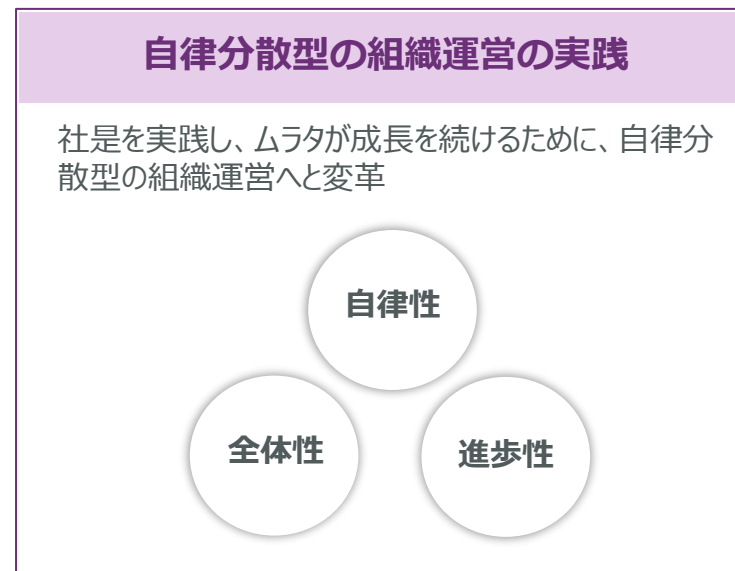 自律分散型の組織運営の実践
社是を実践し、ムラタが成長を続けるために、自律分
散型の組織運営へと変革
自律性
全体性
進歩性